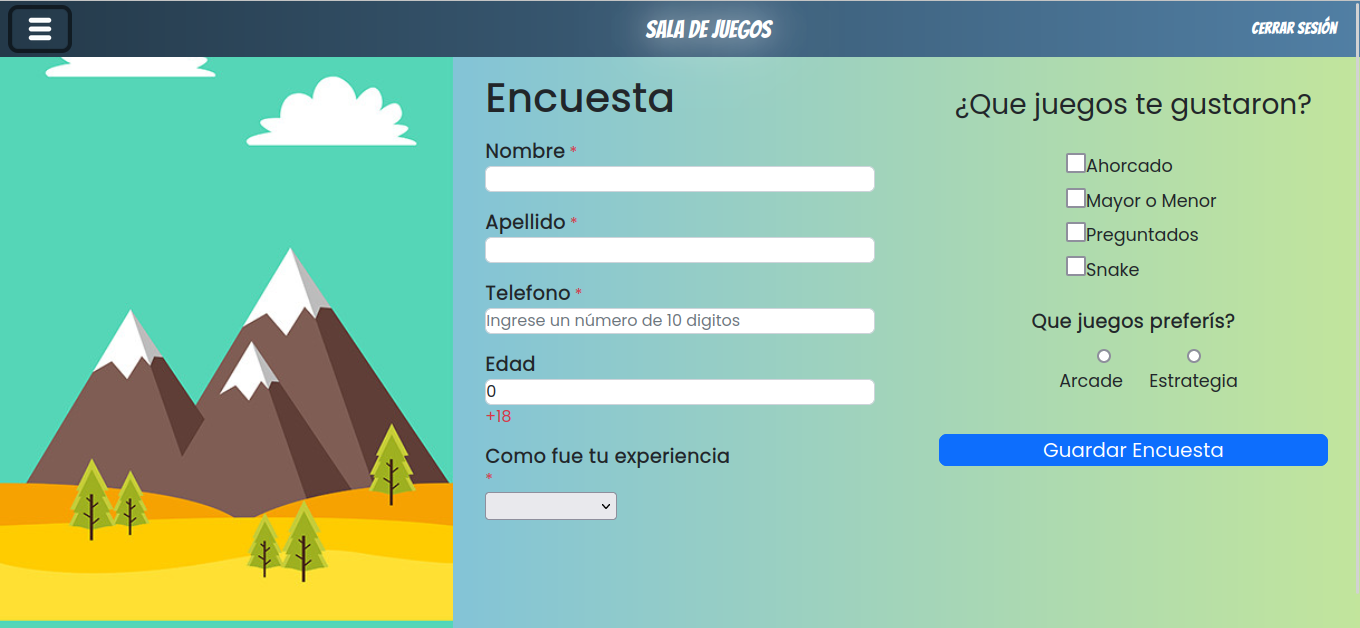 SALA DE JUEGOS
CERRAR SESIÓN
Encuesta
Nombre *
Apellido *
Telefono *
Ingrese un número de 10 digitos
Edad
0
+18
Como fue tu experiencia
*
¿Que juegos te gustaron?
Ahorcado
Mayor o Menor
Preguntados
Snake
Que juegos preferís?
Arcade Estrategia
Guardar Encuesta